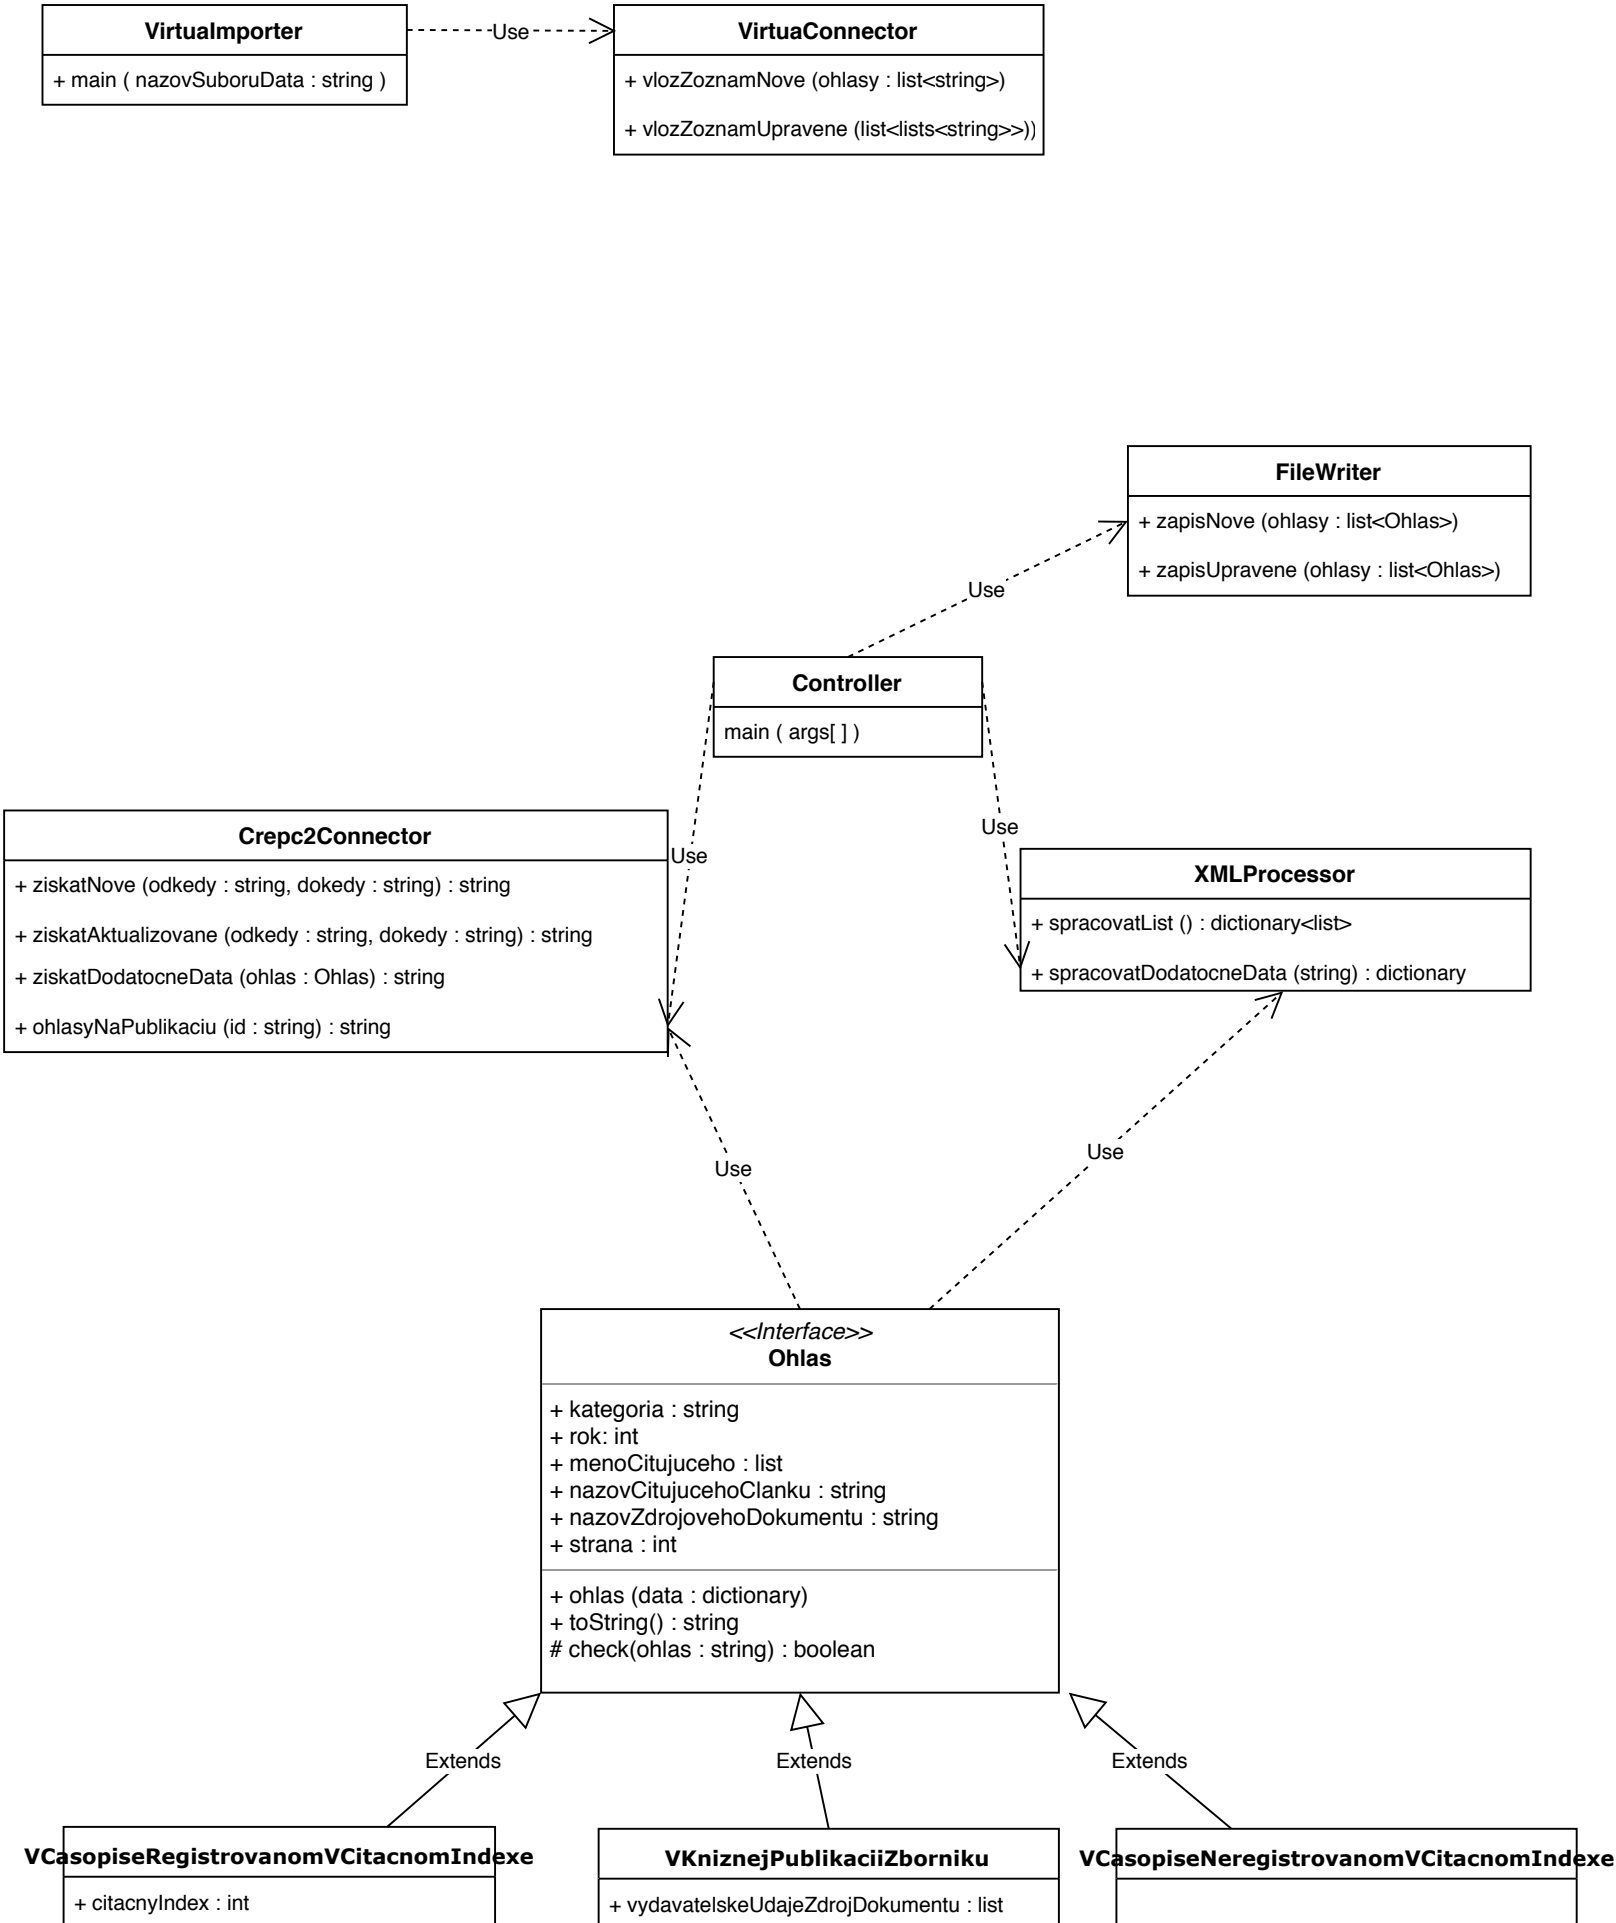 VirtuaImporter
+ main ( nazovSuboruData : string )
Use
VirtuaConnector
+ vlozZoznamNove (ohlasy : list<string>)
+ vlozZoznamUpravene (list<lists<string>>))
FileWriter
+ zapisNove (ohlasy : list<Ohlas>)
+ zapisUpravene (ohlasy : list<Ohlas>)
Use
Controller
main ( args[ ] )
Use
Use
Crepc2Connector
+ ziskatNove (odkedy : string, dokedy : string) : string
+ ziskatAktualizovane (odkedy : string, dokedy : string) : string
+ ziskatDodatocneData (ohlas : Ohlas) : string
+ ohlasyNaPublikaciu (id : string) : string
XMLProcessor
+ spracovatList () : dictionary<list>
+ spracovatDodatocneData (string) : dictionary
Use
Use
<<Interface>>
Ohlas
+ kategoria : string
+ rok: int
+ menoCitujuceho : list
+ nazovCitujucehoClanku : string
+ nazovZdrojovehoDokumentu : string
+ strana : int
+ ohlas (data : dictionary)
+ toString() : string
# check(ohlas : string) : boolean
Extends
Extends
Extends
VCasopiseRegistrovanomVCitacnomIndexe
+ citacnyIndex : int
VKniznejPublikaciiZborniku
+ vydavatelskeUdajeZdrojDokumentu : list
VCasopiseNeregistrovanomVCitacnomIndexe